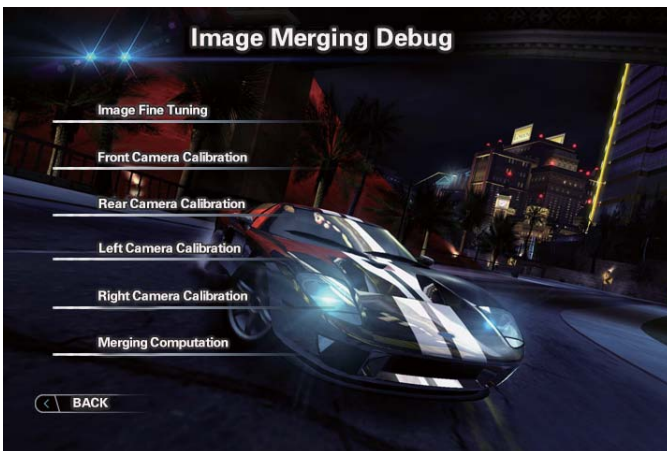 Image Merging Debug
Image Fine Tuning
Front Camera Calibration
Rear Camera Calibration
Left Camera Calibration
Right Camera Calibration
Merging Computation
BACK